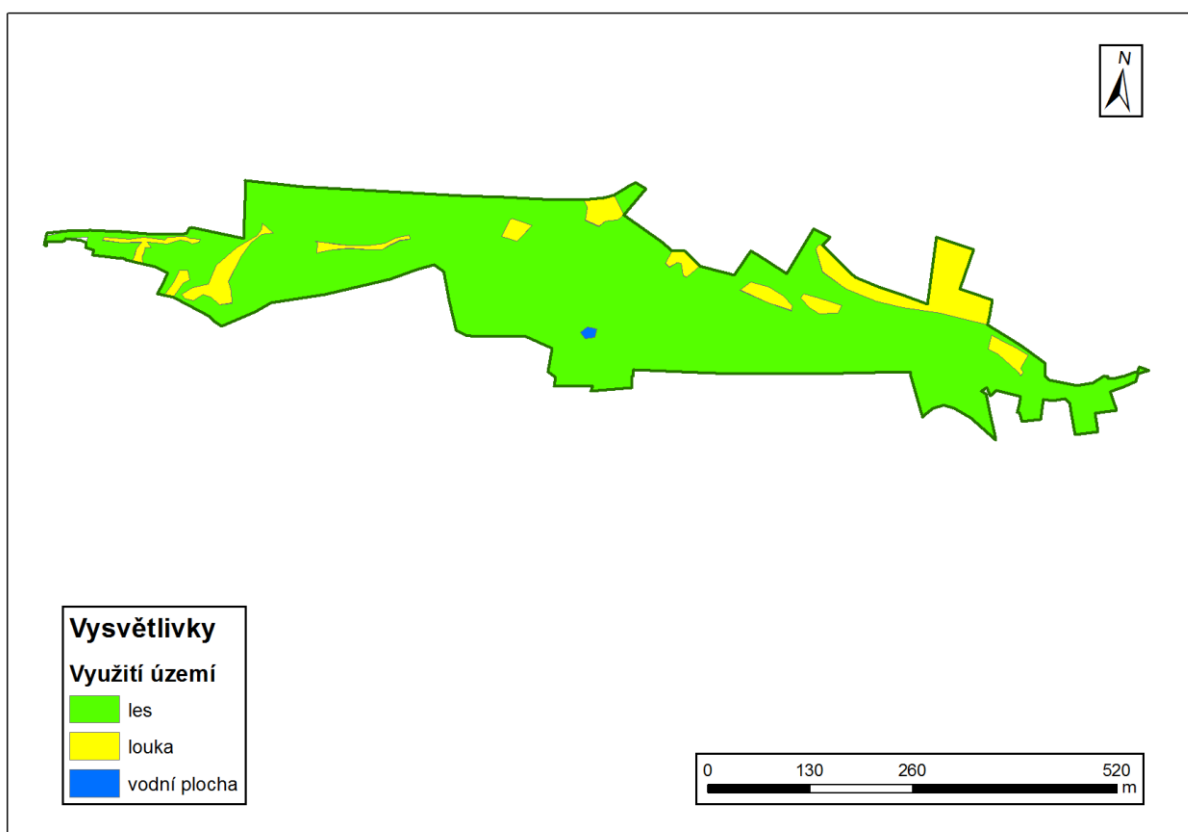 N
Vysvětlivky
Využití území
les
louka
vodní plocha
0 130 260 520
m